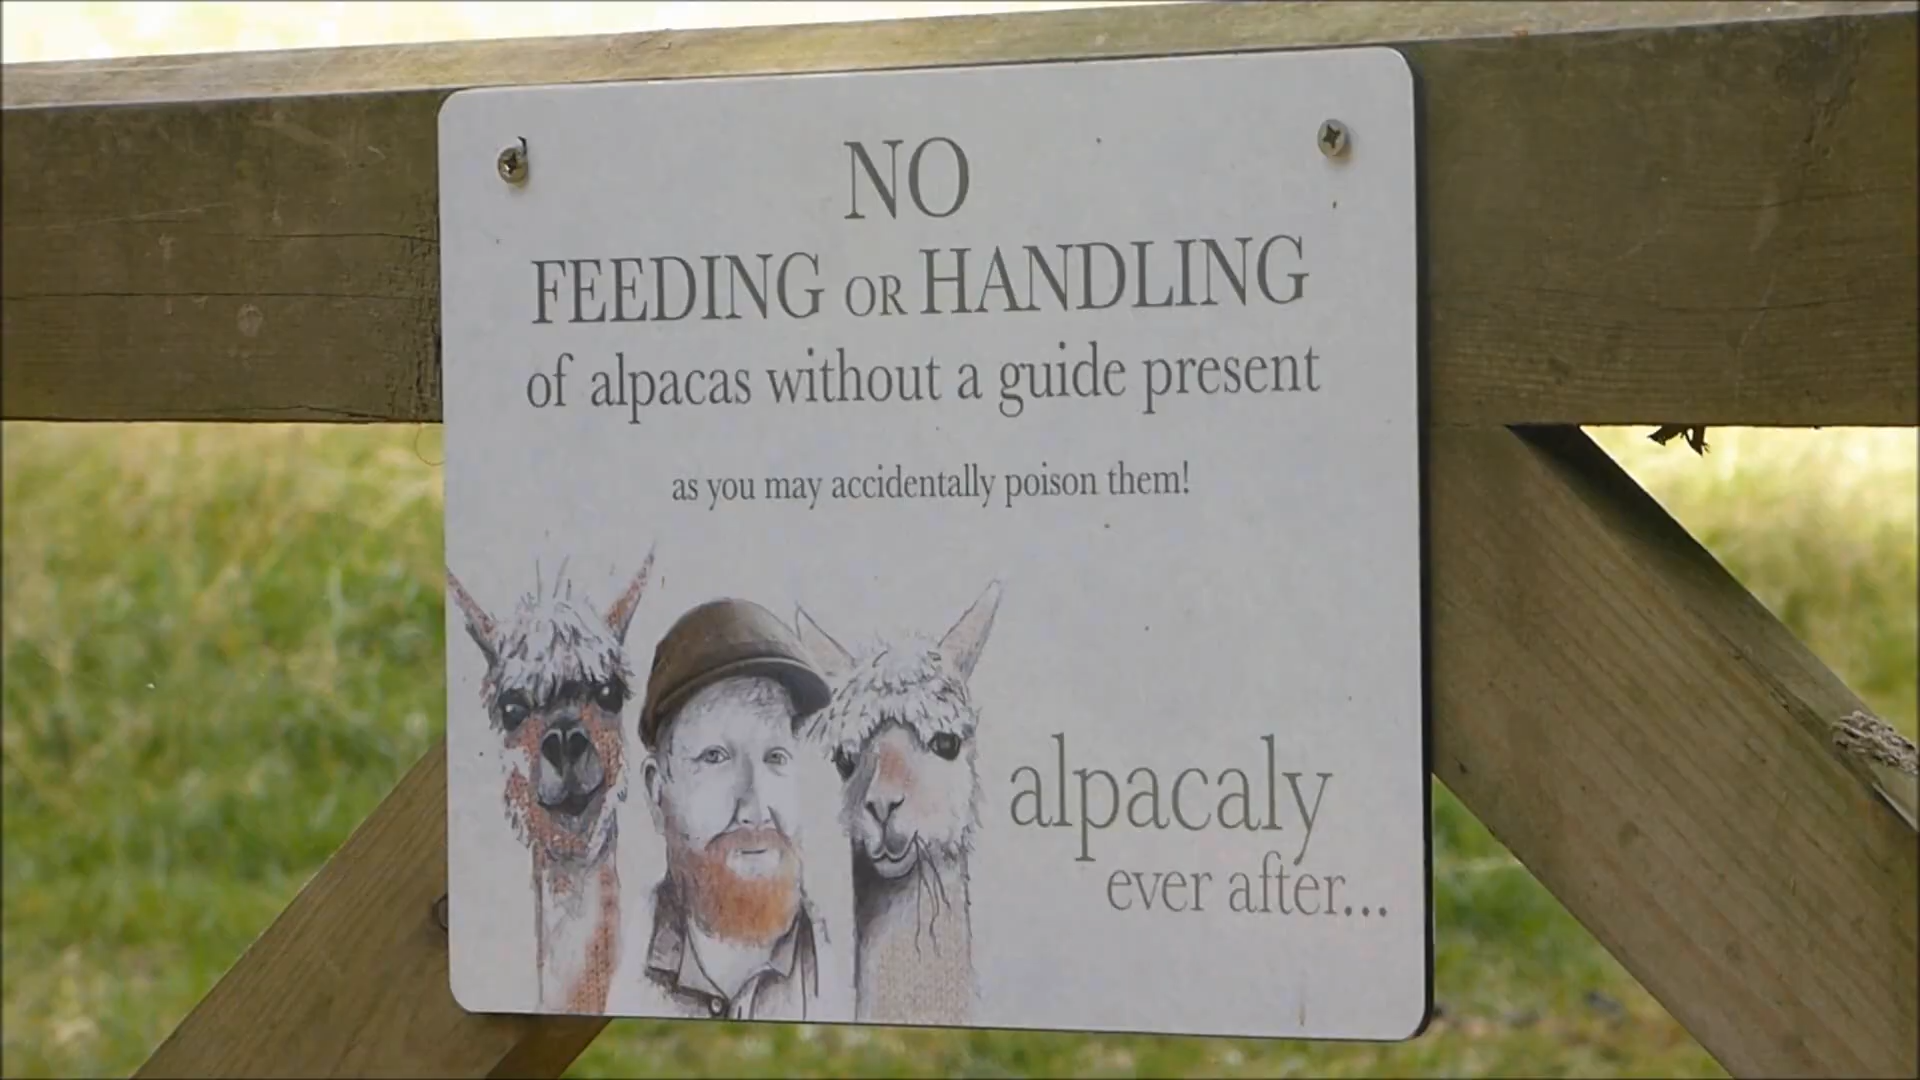 NO
FEEDING OR HANDLING
of alpacas without a guide present
as you may accidentally poison them!
alpacaly
ever after...